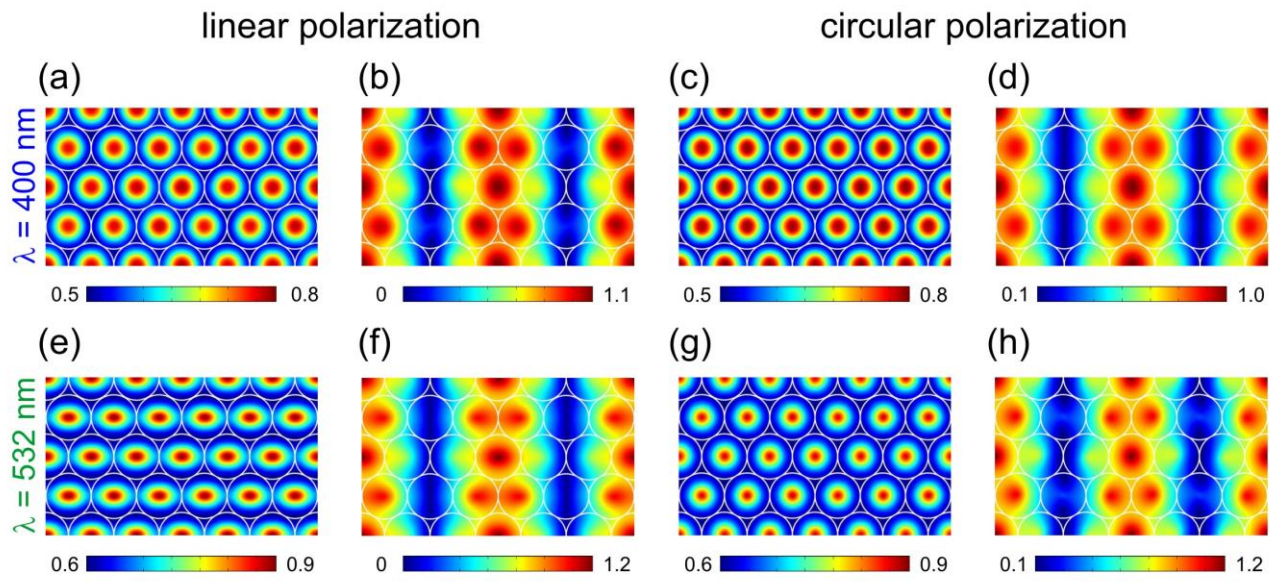 linear polarization
circular polarization
(a)
(b)
(c)
(d)
λ = 400 nm
0.5 0.8
0 1.1
0.5 0.8
0.1 1.0
(e)
(f)
(g)
(h)
λ = 532 nm
0.6 0.9
0 1.2
0.6 0.9
0.1 1.2